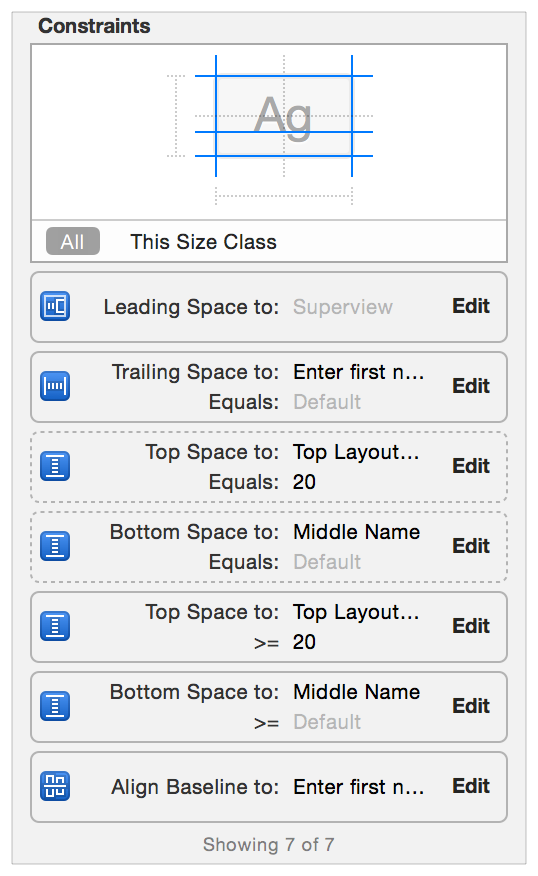 Constraints
Ag
All This Size Class
Leading Space to: Superview Edit
Trailing Space to: Enter first n...
Equals: Default Edit
Top Space to: Top Layout...
Equals: 20 Edit
Bottom Space to: Middle Name
Equals: Default Edit
Top Space to: Top Layout...
>= 20 Edit
Bottom Space to: Middle Name
>= Default Edit
Align Baseline to: Enter first n... Edit
Showing 7 of 7